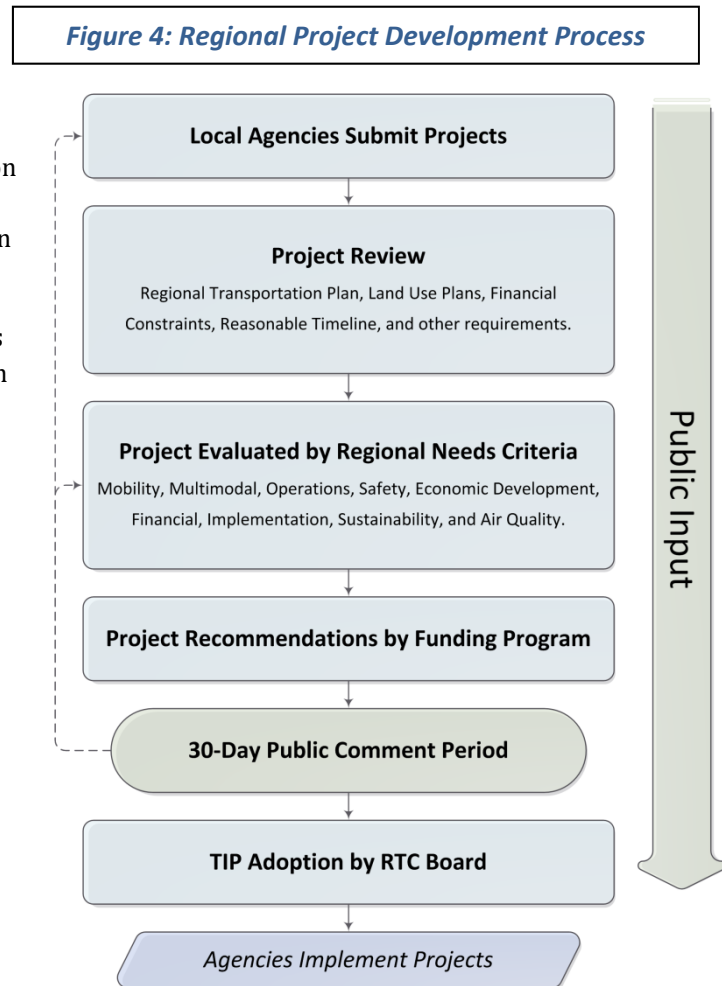 Figure 4: Regional Project Development Process
Local Agencies Submit Projects
Project Review
Regional Transportation Plan, Land Use Plans, Financial
Constraints, Reasonable Timeline, and other requirements.
Project Evaluated by Regional Needs Criteria
Mobility, Multimodal, Operations, Safety, Economic Development,
Financial, Implementation, Sustainability, and Air Quality.
Project Recommendations by Funding Program
30-Day Public Comment Period
TIP Adoption by RTC Board
Agencies Implement Projects
Public Input